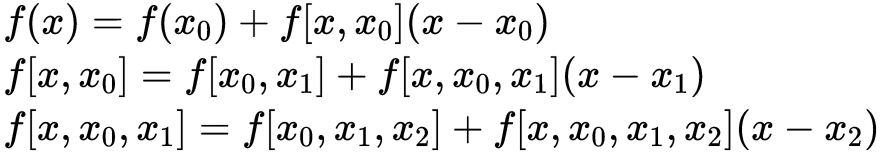 f(x) = f(x₀) + f[x, x₀](x − x₀)
f[x, x₀] = f[x₀, x₁] + f[x, x₀, x₁](x − x₁)
f[x, x₀, x₁] = f[x₀, x₁, x₂] + f[x, x₀, x₁, x₂](x − x₂)